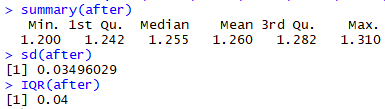 > summary(after)
   Min. 1st Qu.  Median    Mean 3rd Qu.    Max.
  1.200   1.242   1.255   1.260   1.282   1.310
> sd(after)
[1] 0.03496029
> IQR(after)
[1] 0.04